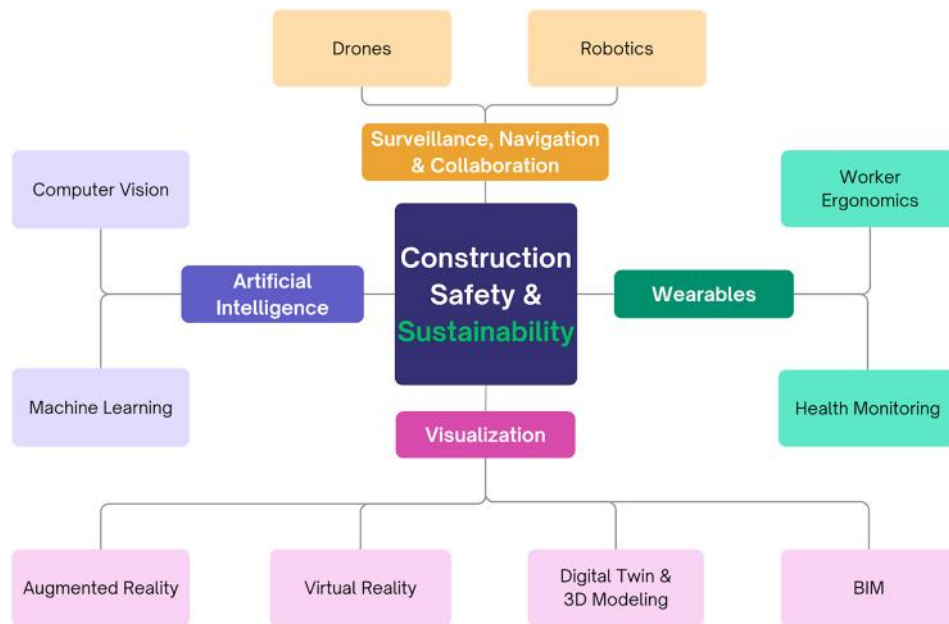 Drones
Robotics
Surveillance, Navigation
& Collaboration
Computer Vision
Worker
Ergonomics
Artificial
Intelligence
Construction
Safety &
Sustainability
Wearables
Machine Learning
Health Monitoring
Visualization
Augmented Reality
Virtual Reality
Digital Twin &
3D Modeling
BIM